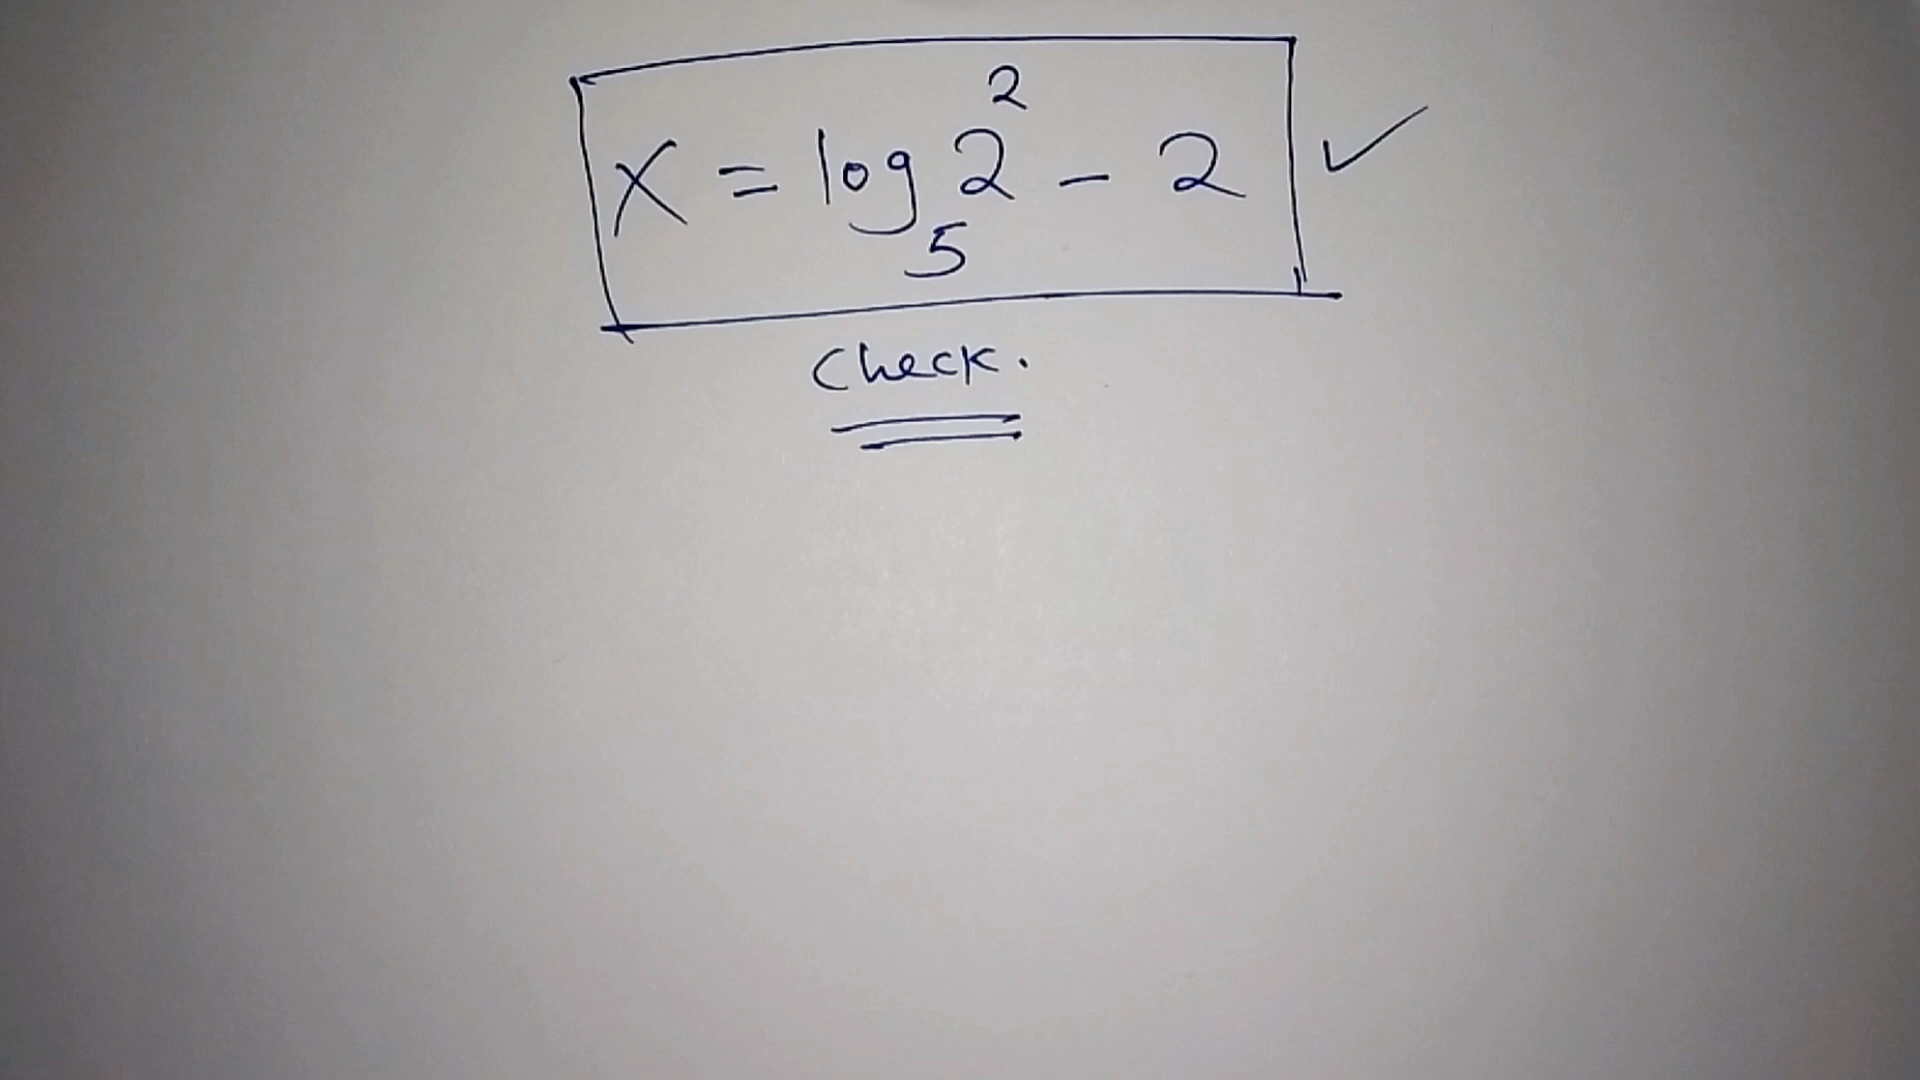 x = log₅2² - 2 ✓
Check.